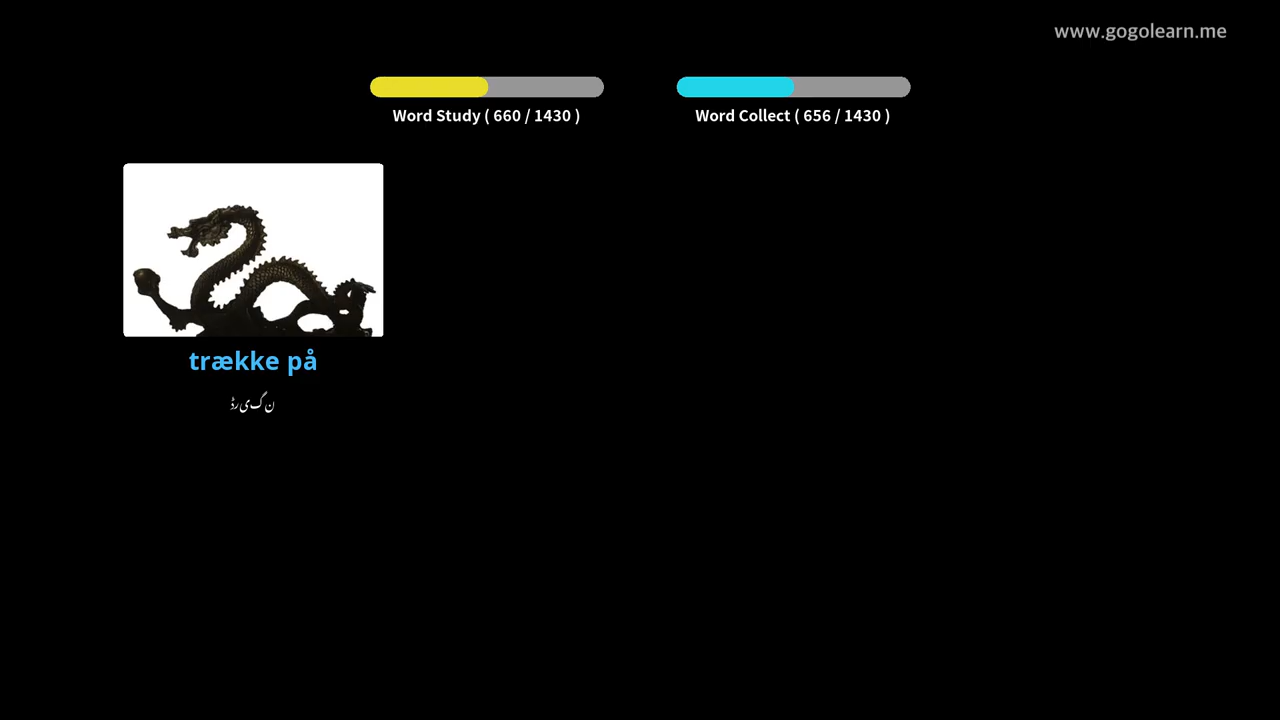 www.gogolearn.me
Word Study ( 660 / 1430 )
Word Collect ( 656 / 1430 )
trække på
ڈریگن